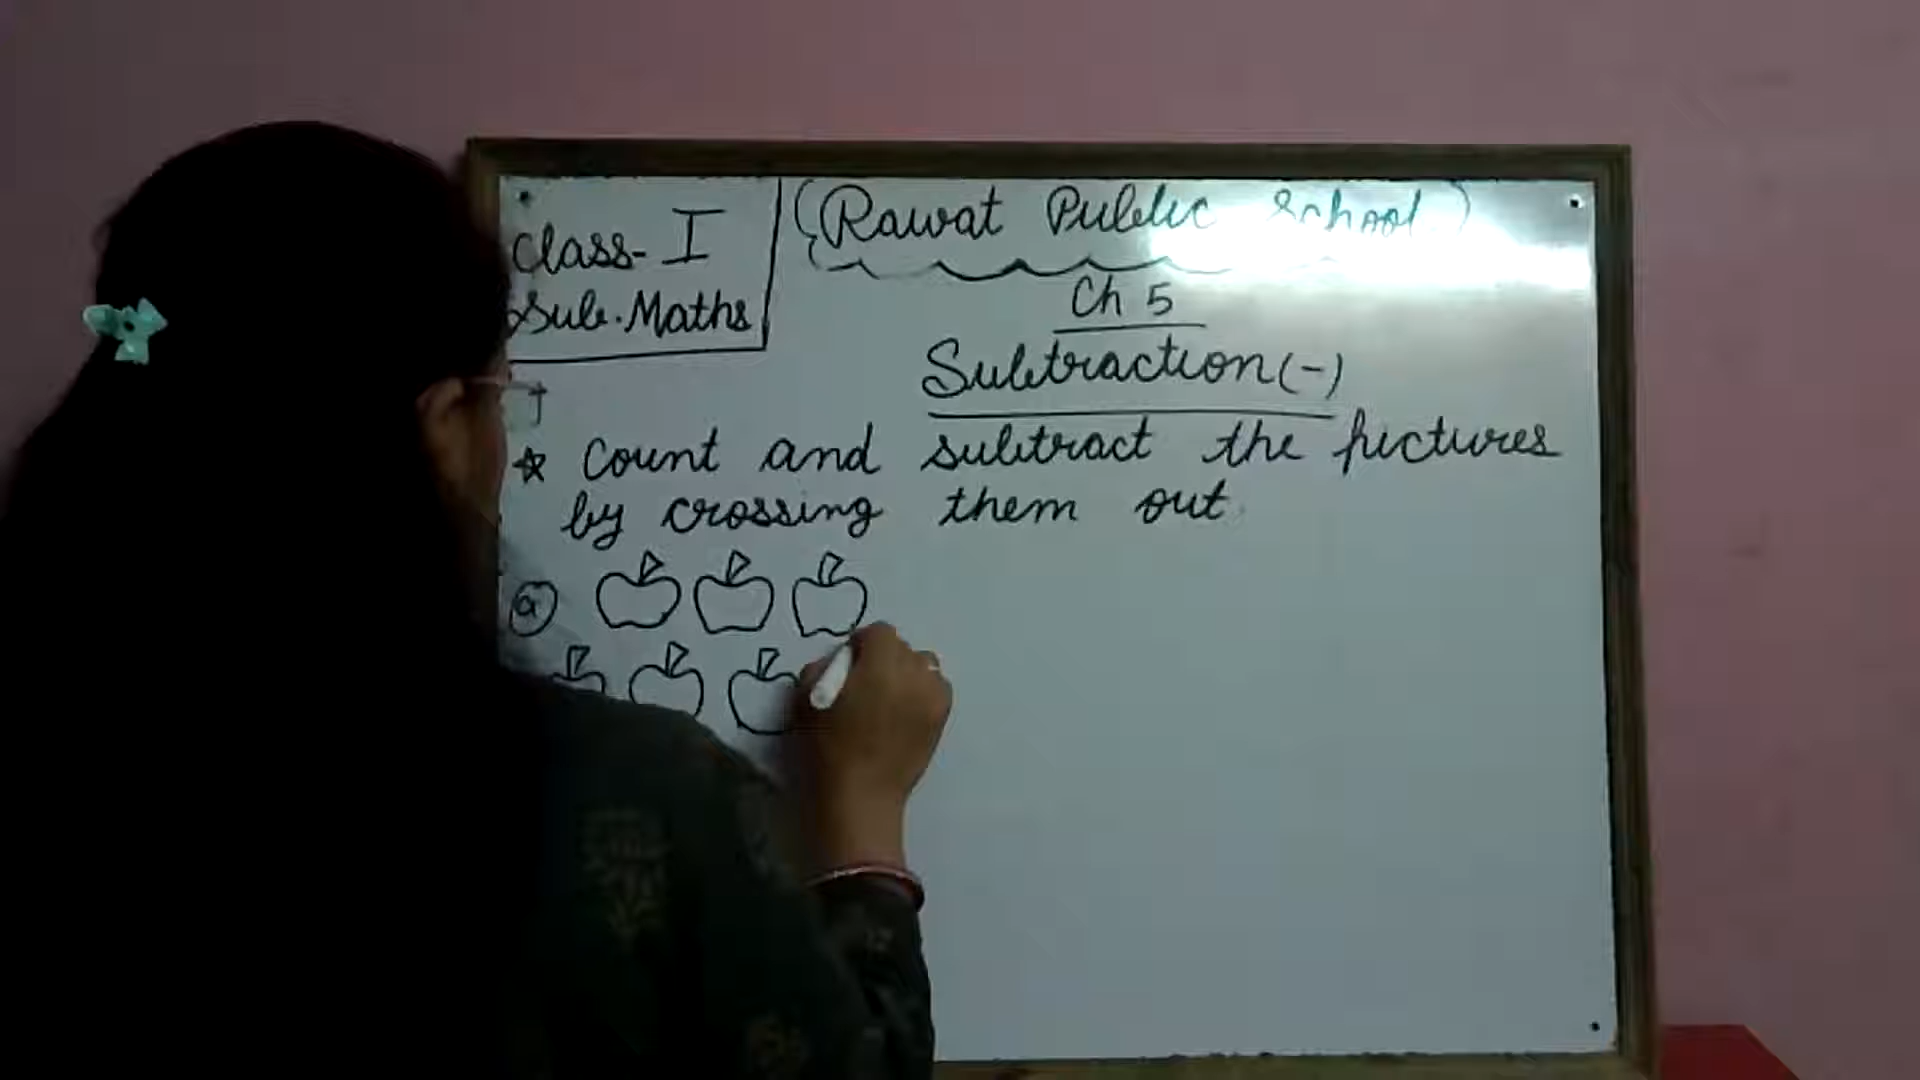 Class- I
Sub. Maths
(Rawat Public School)
Ch 5
Subtraction (-)
☆ Count and subtract the pictures
by crossing them out.
ⓐ